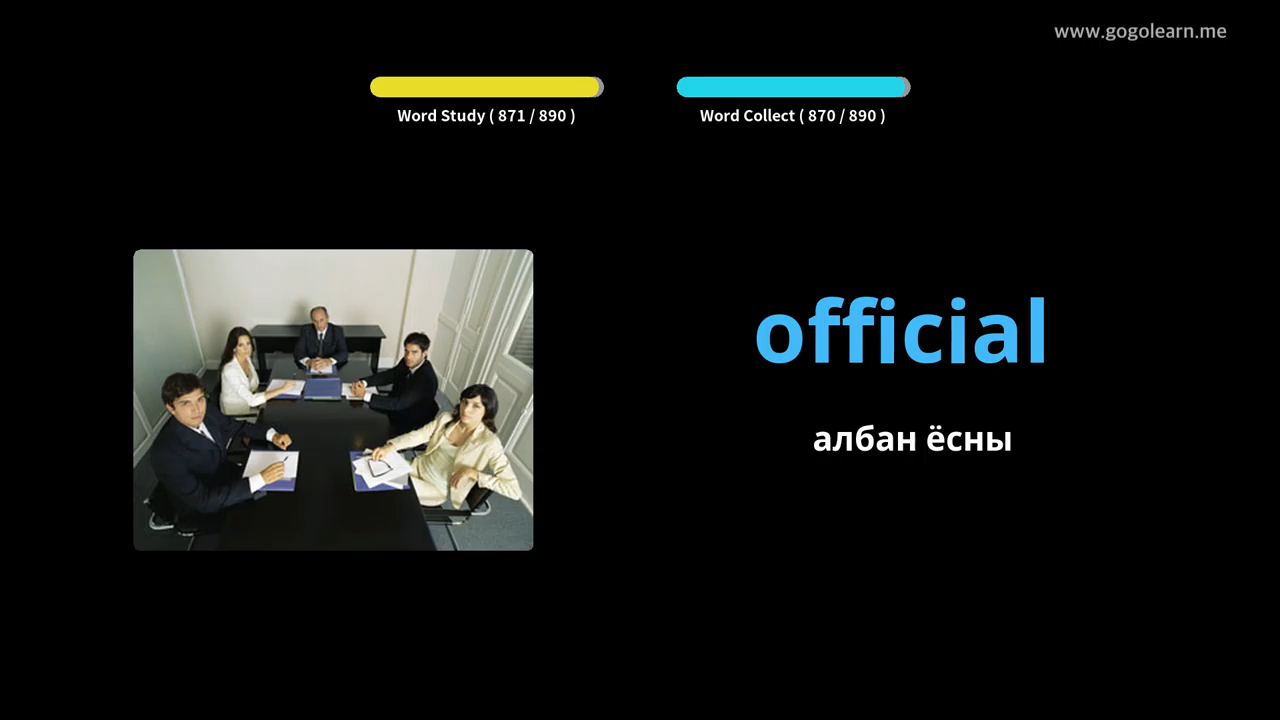 www.gogolearn.me
Word Study ( 871 / 890 )
Word Collect ( 870 / 890 )
official
албан ёсны